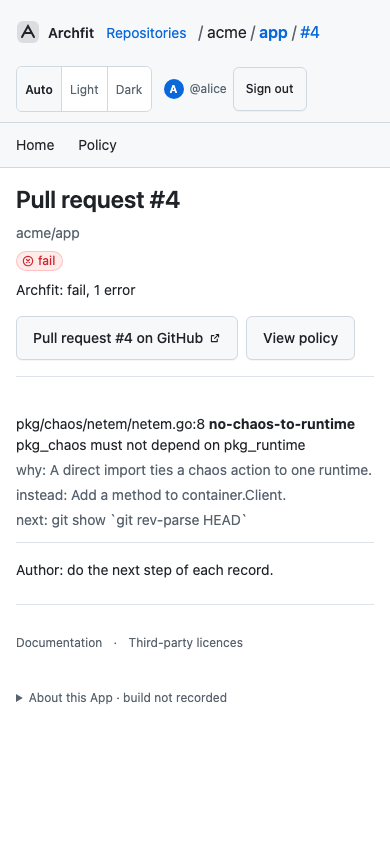 Archfit Repositories / acme / app / #4
Auto Light Dark A @alice Sign out
Home Policy
Pull request #4
acme/app
fail
Archfit: fail, 1 error
Pull request #4 on GitHub View policy
pkg/chaos/netem/netem.go:8 no-chaos-to-runtime
pkg_chaos must not depend on pkg_runtime
why: A direct import ties a chaos action to one runtime.
instead: Add a method to container.Client.
next: git show `git rev-parse HEAD`
Author: do the next step of each record.
Documentation · Third-party licences
About this App · build not recorded